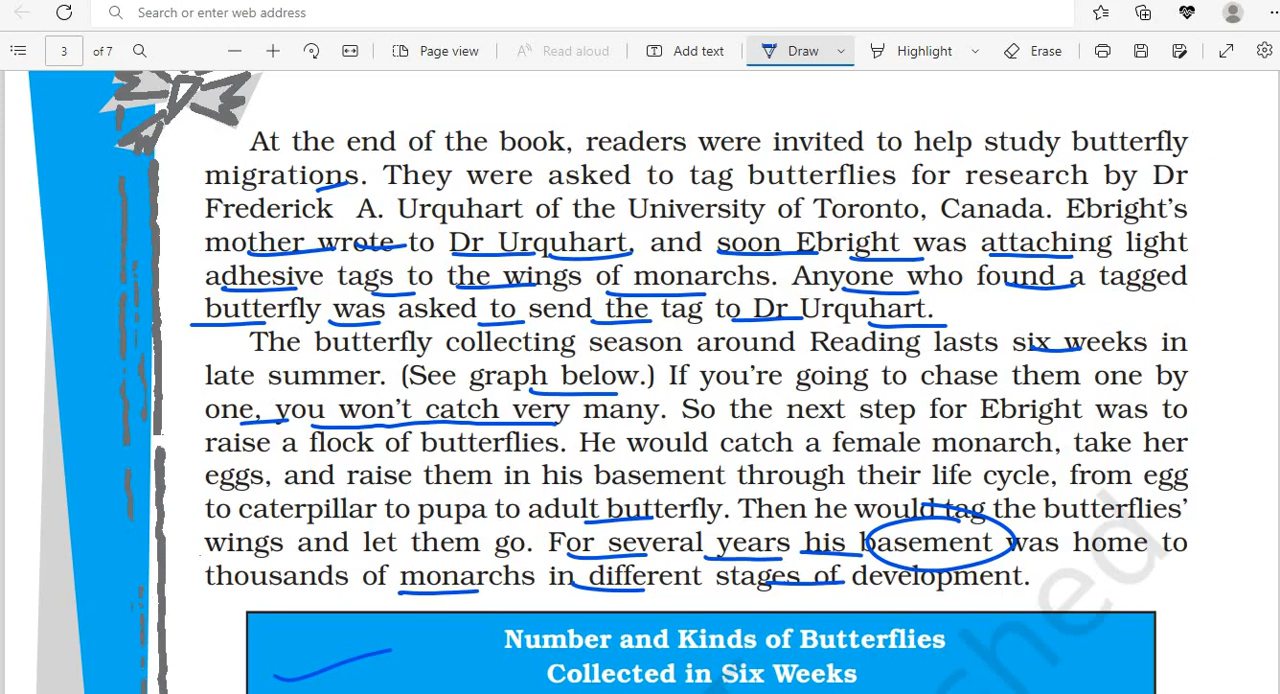 Search or enter web address
3 of 7 Page view Read aloud Add text Draw Highlight Erase
At the end of the book, readers were invited to help study butterfly
migrations. They were asked to tag butterflies for research by Dr
Frederick A. Urquhart of the University of Toronto, Canada. Ebright's
mother wrote to Dr Urquhart, and soon Ebright was attaching light
adhesive tags to the wings of monarchs. Anyone who found a tagged
butterfly was asked to send the tag to Dr Urquhart.
The butterfly collecting season around Reading lasts six weeks in
late summer. (See graph below.) If you're going to chase them one by
one, you won't catch very many. So the next step for Ebright was to
raise a flock of butterflies. He would catch a female monarch, take her
eggs, and raise them in his basement through their life cycle, from egg
to caterpillar to pupa to adult butterfly. Then he would tag the butterflies'
wings and let them go. For several years his basement was home to
thousands of monarchs in different stages of development.
Number and Kinds of Butterflies
Collected in Six Weeks